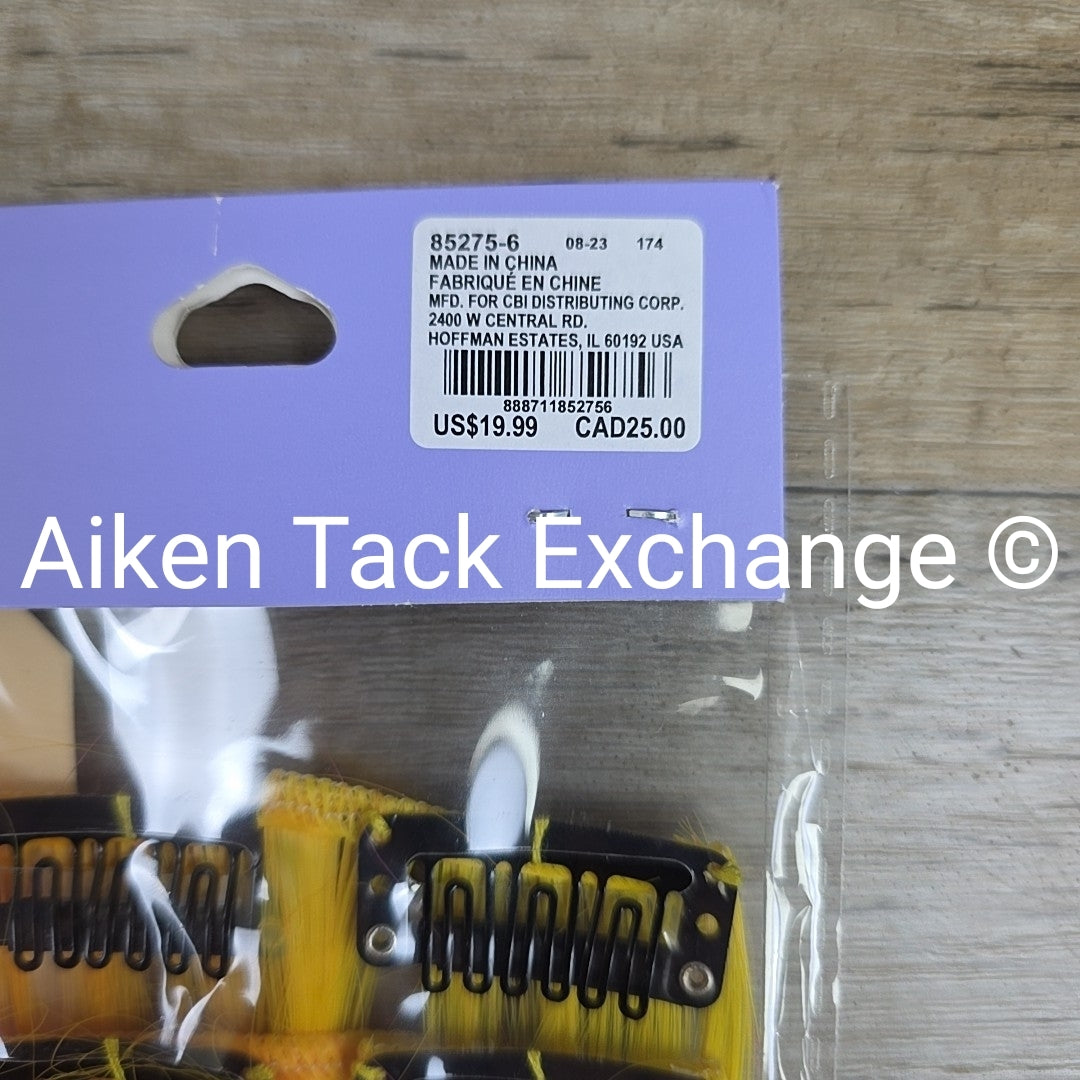 85275-6 08-23 174
MADE IN CHINA
FABRIQUÉ EN CHINE
MFD. FOR CBI DISTRIBUTING CORP.
2400 W CENTRAL RD.
HOFFMAN ESTATES, IL 60192 USA
888711852756
US$19.99 CAD25.00
Aiken Tack Exchange ©